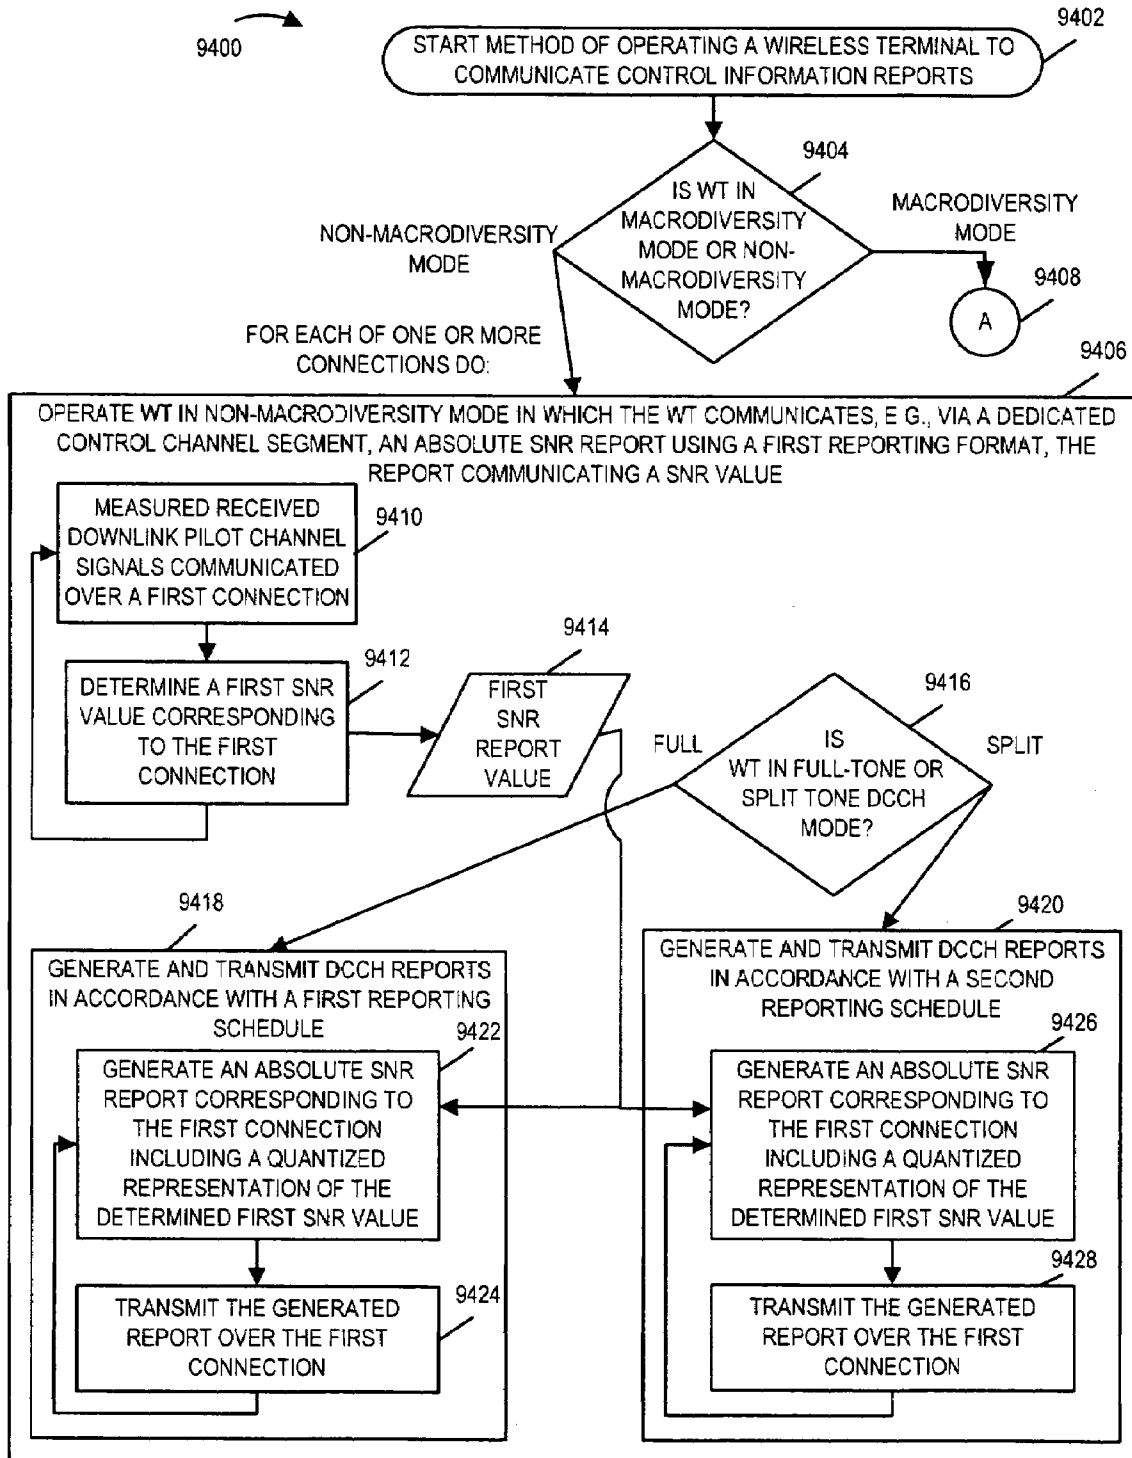 9400
9402
START METHOD OF OPERATING A WIRELESS TERMINAL TO
COMMUNICATE CONTROL INFORMATION REPORTS
9404
IS WT IN
MACRODIVERSITY
MODE OR NON-
MACRODIVERSITY
MODE?
NON-MACRODIVERSITY
MODE
MACRODIVERSITY
MODE
9408
A
FOR EACH OF ONE OR MORE
CONNECTIONS DO:
9406
OPERATE WT IN NON-MACRODIVERSITY MODE IN WHICH THE WT COMMUNICATES, E G., VIA A DEDICATED
CONTROL CHANNEL SEGMENT, AN ABSOLUTE SNR REPORT USING A FIRST REPORTING FORMAT, THE
REPORT COMMUNICATING A SNR VALUE
MEASURED RECEIVED
DOWNLINK PILOT CHANNEL
SIGNALS COMMUNICATED
OVER A FIRST CONNECTION
9410
9412
DETERMINE A FIRST SNR
VALUE CORRESPONDING
TO THE FIRST
CONNECTION
9414
FIRST
SNR
REPORT
VALUE
9416
FULL
IS
WT IN FULL-TONE OR
SPLIT TONE DCCH
MODE?
SPLIT
9418
GENERATE AND TRANSMIT DCCH REPORTS
IN ACCORDANCE WITH A FIRST REPORTING
SCHEDULE
9422
GENERATE AN ABSOLUTE SNR
REPORT CORRESPONDING TO
THE FIRST CONNECTION
INCLUDING A QUANTIZED
REPRESENTATION OF THE
DETERMINED FIRST SNR VALUE
9424
TRANSMIT THE GENERATED
REPORT OVER THE FIRST
CONNECTION
9420
GENERATE AND TRANSMIT DCCH REPORTS
IN ACCORDANCE WITH A SECOND
REPORTING SCHEDULE
9426
GENERATE AN ABSOLUTE SNR
REPORT CORRESPONDING TO
THE FIRST CONNECTION
INCLUDING A QUANTIZED
REPRESENTATION OF THE
DETERMINED FIRST SNR VALUE
9428
TRANSMIT THE GENERATED
REPORT OVER THE FIRST
CONNECTION